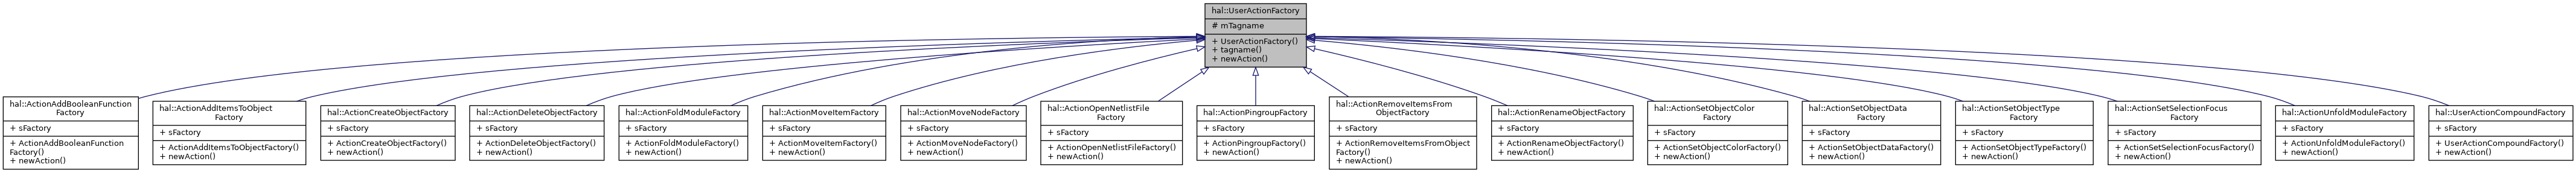 hal::UserActionFactory
# mTagname
+ UserActionFactory()
+ tagname()
+ newAction()
hal::ActionAddBooleanFunction
Factory
+ sFactory
+ ActionAddBooleanFunction
Factory()
+ newAction()
hal::ActionAddItemsToObject
Factory
+ sFactory
+ ActionAddItemsToObjectFactory()
+ newAction()
hal::ActionCreateObjectFactory
+ sFactory
+ ActionCreateObjectFactory()
+ newAction()
hal::ActionDeleteObjectFactory
+ sFactory
+ ActionDeleteObjectFactory()
+ newAction()
hal::ActionFoldModuleFactory
+ sFactory
+ ActionFoldModuleFactory()
+ newAction()
hal::ActionMoveItemFactory
+ sFactory
+ ActionMoveItemFactory()
+ newAction()
hal::ActionMoveNodeFactory
+ sFactory
+ ActionMoveNodeFactory()
+ newAction()
hal::ActionOpenNetlistFile
Factory
+ sFactory
+ ActionOpenNetlistFileFactory()
+ newAction()
hal::ActionPingroupFactory
+ sFactory
+ ActionPingroupFactory()
+ newAction()
hal::ActionRemoveItemsFrom
ObjectFactory
+ sFactory
+ ActionRemoveItemsFromObject
Factory()
+ newAction()
hal::ActionRenameObjectFactory
+ sFactory
+ ActionRenameObjectFactory()
+ newAction()
hal::ActionSetObjectColor
Factory
+ sFactory
+ ActionSetObjectColorFactory()
+ newAction()
hal::ActionSetObjectData
Factory
+ sFactory
+ ActionSetObjectDataFactory()
+ newAction()
hal::ActionSetObjectType
Factory
+ sFactory
+ ActionSetObjectTypeFactory()
+ newAction()
hal::ActionSetSelectionFocus
Factory
+ sFactory
+ ActionSetSelectionFocusFactory()
+ newAction()
hal::ActionUnfoldModuleFactory
+ sFactory
+ ActionUnfoldModuleFactory()
+ newAction()
hal::UserActionCompoundFactory
+ sFactory
+ UserActionCompoundFactory()
+ newAction()